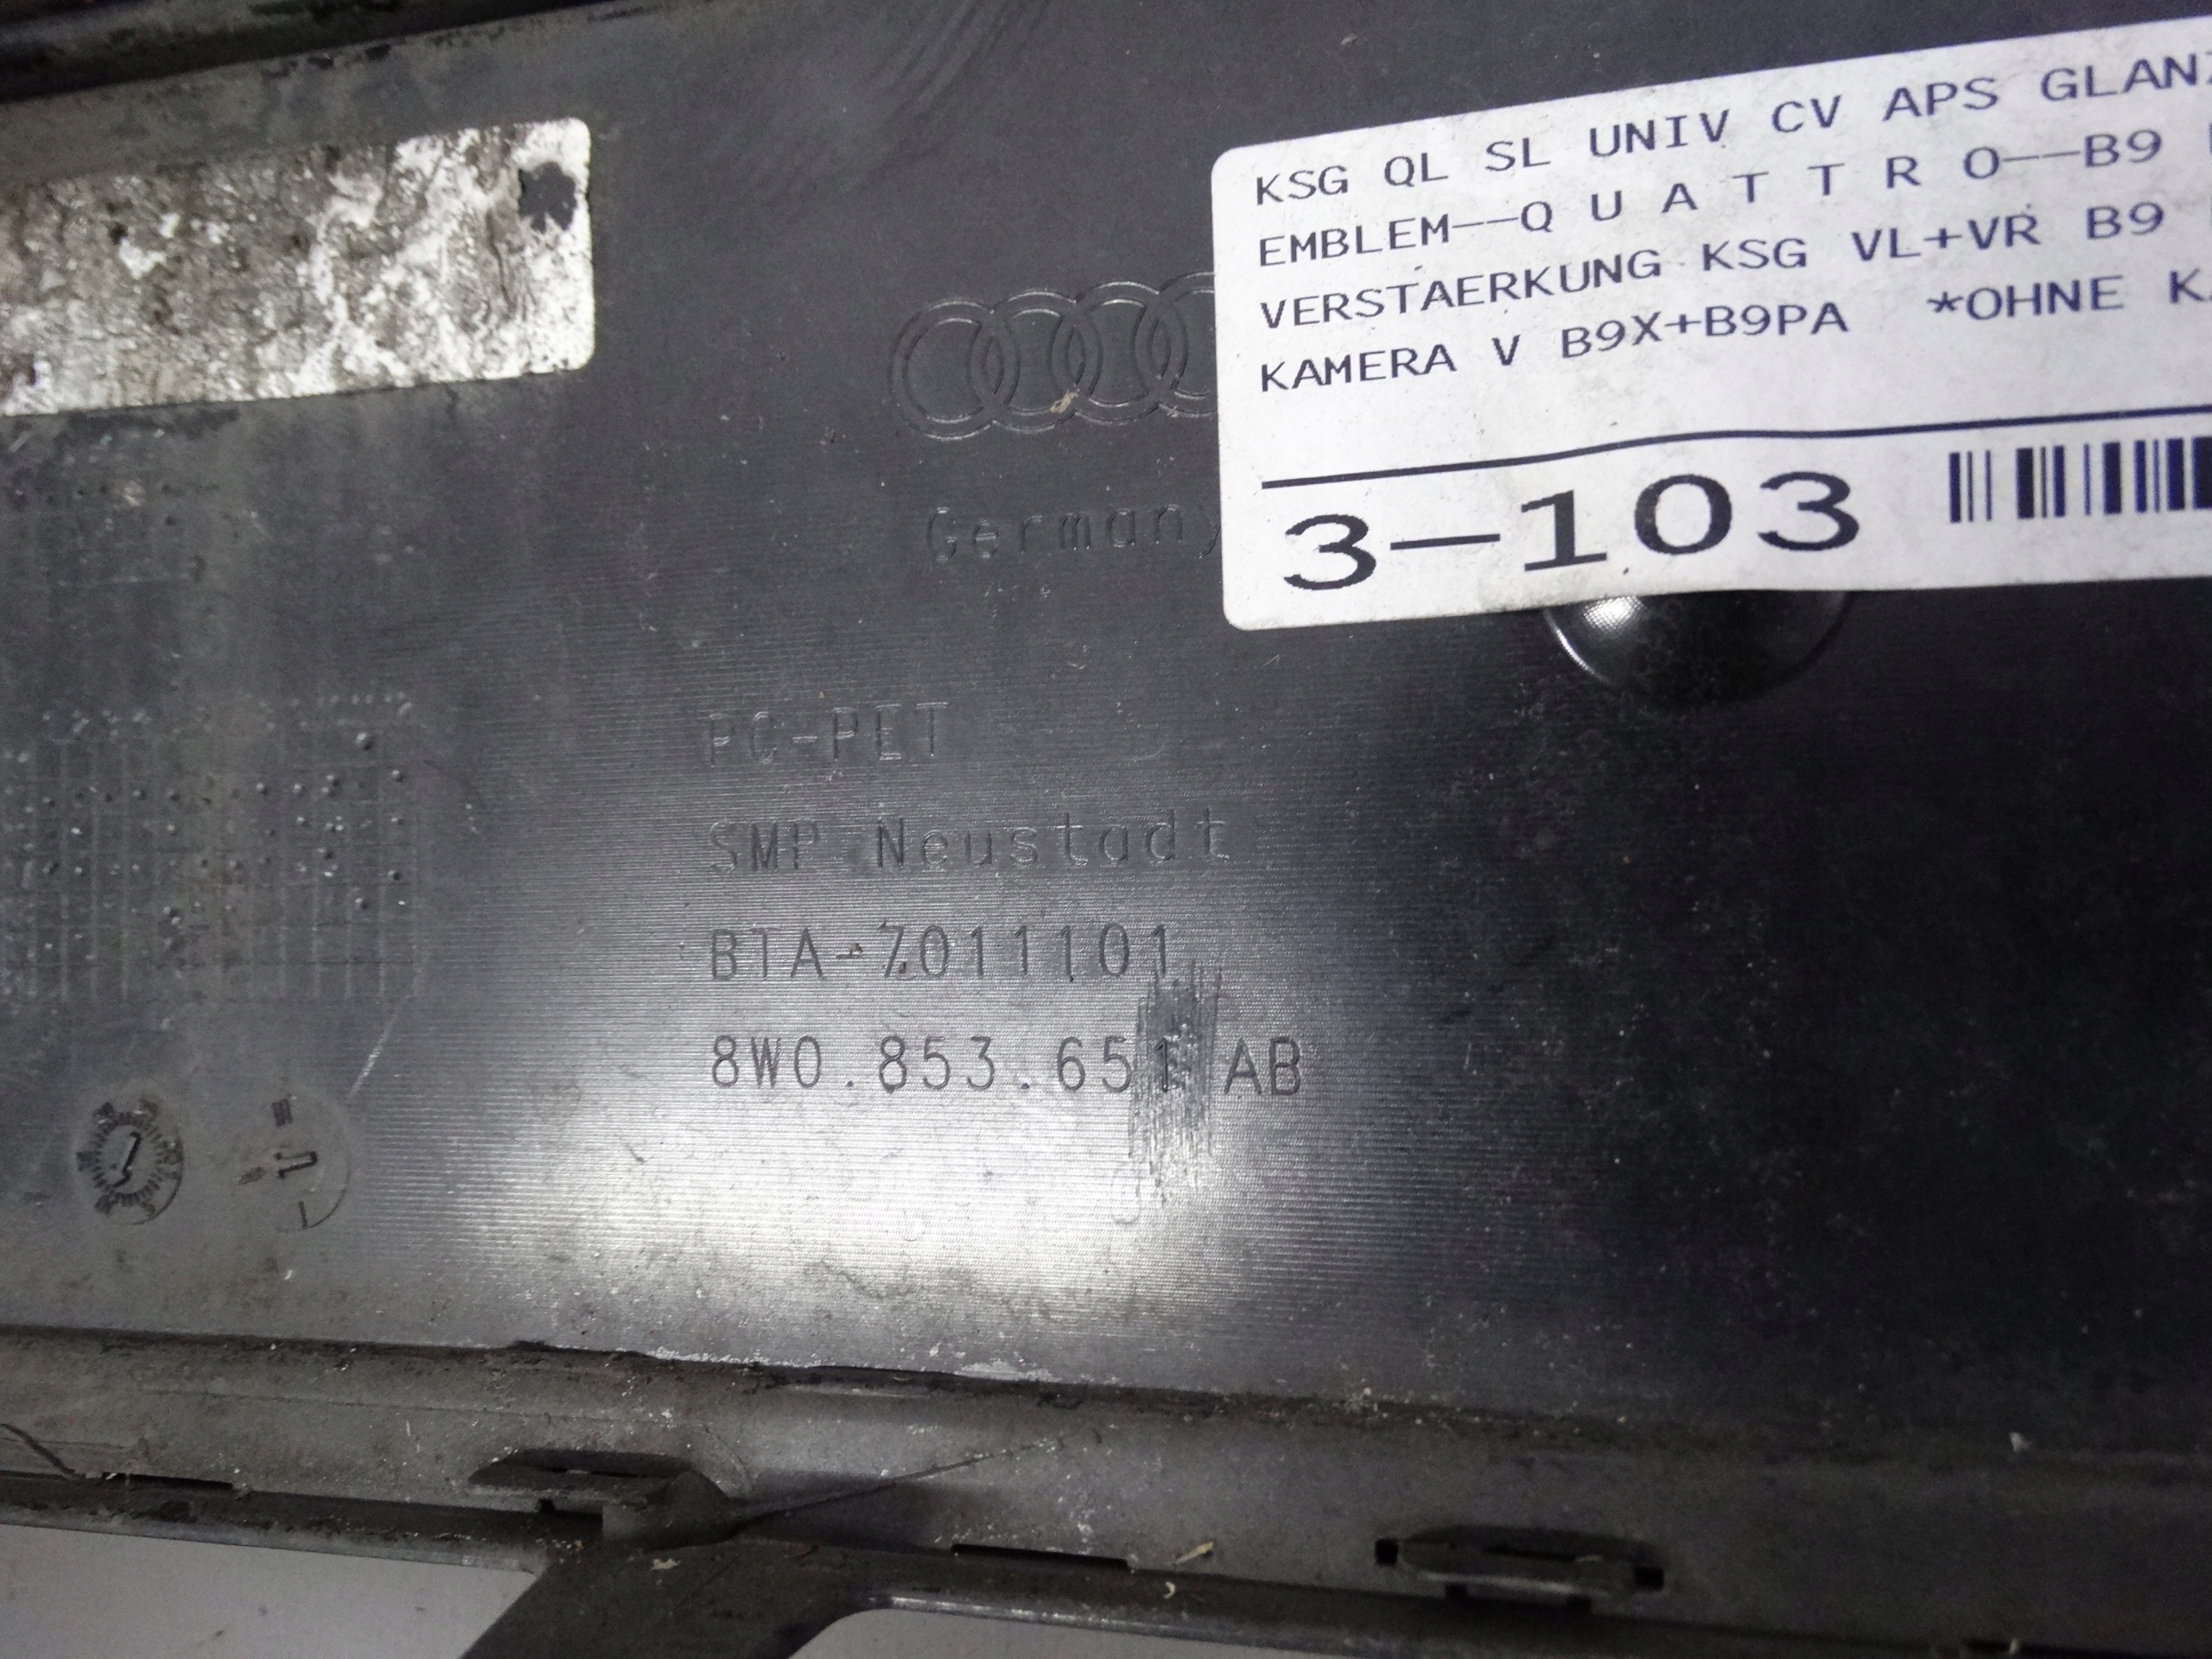 KSG QL SL UNIV CV APS GLANZ
EMBLEM--Q U A T T R O--B9
VERSTAERKUNG KSG VL+VR B9
KAMERA V B9X+B9PA *OHNE
3-103
Germany
PC-PET
SMP Neustadt
BTA-7011101
8W0.853.651 AB